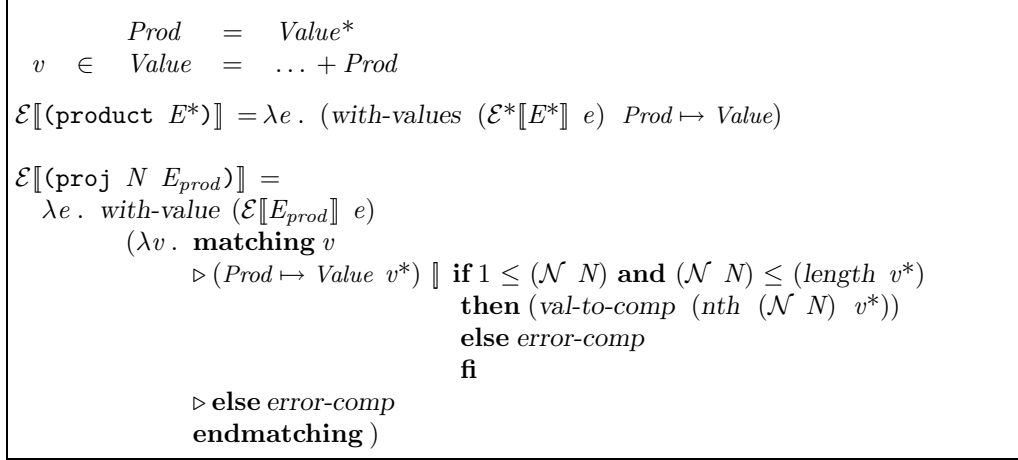 Prod = Value*
v ∈ Value = … + Prod
ℰ⟦(product E*)⟧ = λe . (with-values (ℰ*⟦E*⟧ e) Prod ↦ Value)
ℰ⟦(proj N E_prod)⟧ =
λe . with-value (ℰ⟦E_prod⟧ e)
(λv . matching v
▹ (Prod ↦ Value v*) ⫾ if 1 ≤ (𝒩 N) and (𝒩 N) ≤ (length v*)
then (val-to-comp (nth (𝒩 N) v*))
else error-comp
fi
▹ else error-comp
endmatching )